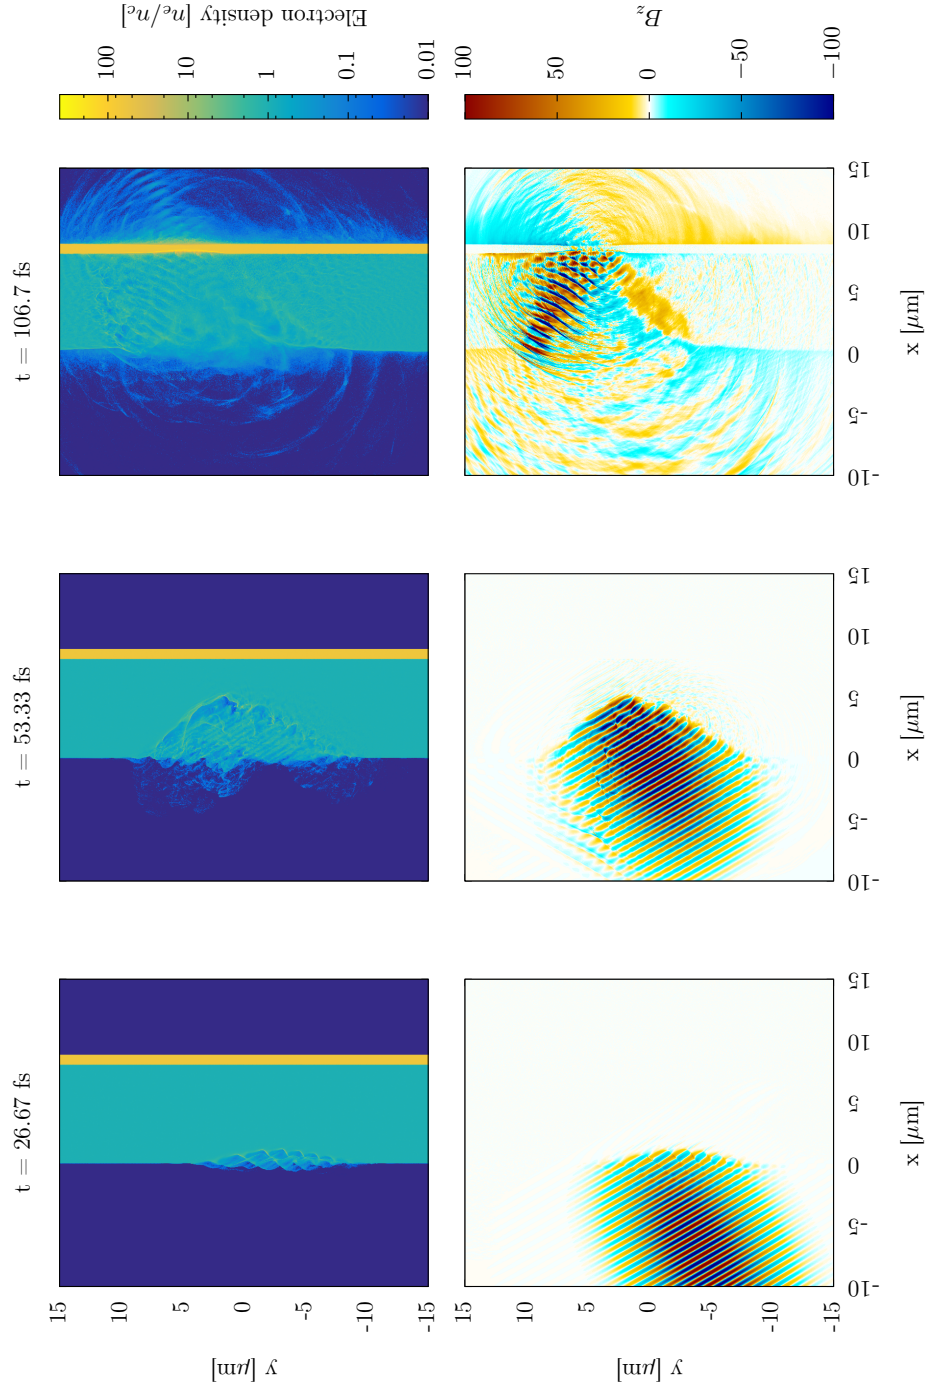 t = 26.67 fs
t = 53.33 fs
t = 106.7 fs
Electron density [n_e/n_c]
100
10
1
0.1
0.01
y [μm]
15
10
5
0
-5
-10
-15
B_z
100
50
0
−50
−100
y [μm]
15
10
5
0
-5
-10
-15
-10 -5 0 5 10 15
-10 -5 0 5 10 15
-10 -5 0 5 10 15
x [μm]
x [μm]
x [μm]